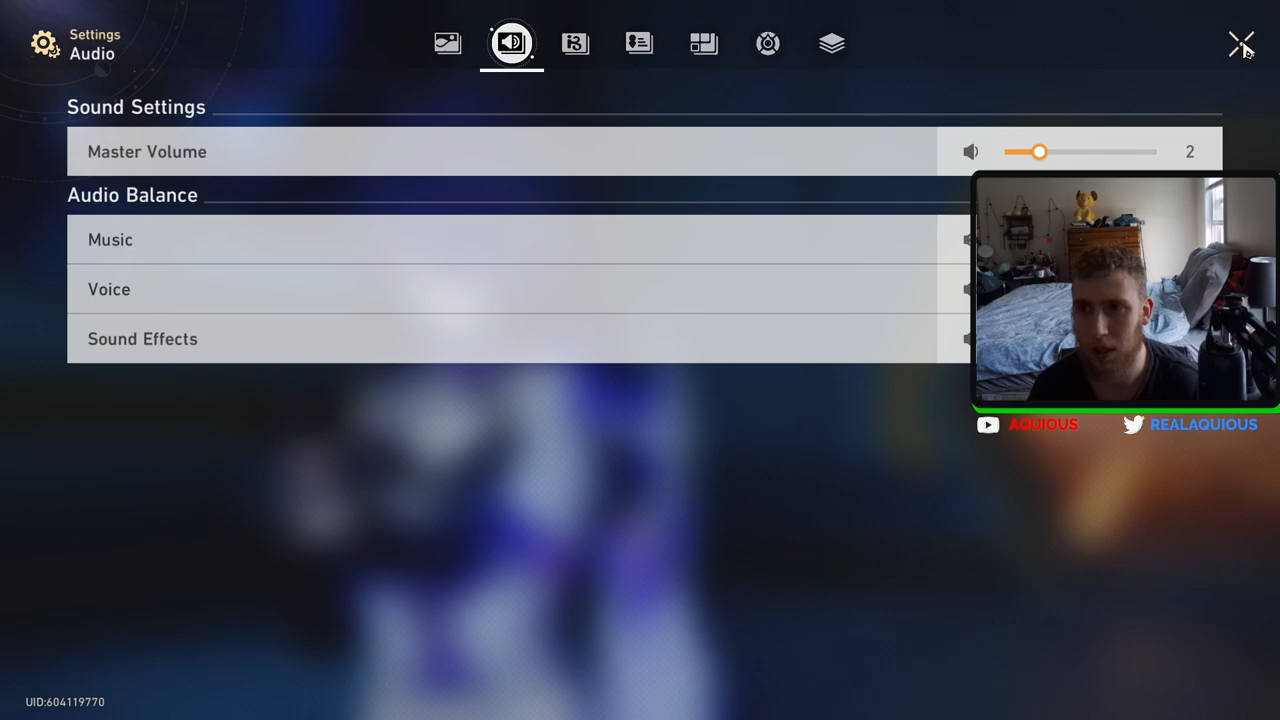 Settings
Audio
Sound Settings
Master Volume 2
Audio Balance
Music
Voice
Sound Effects
AQUIOUS REALAQUIOUS
UID:604119770